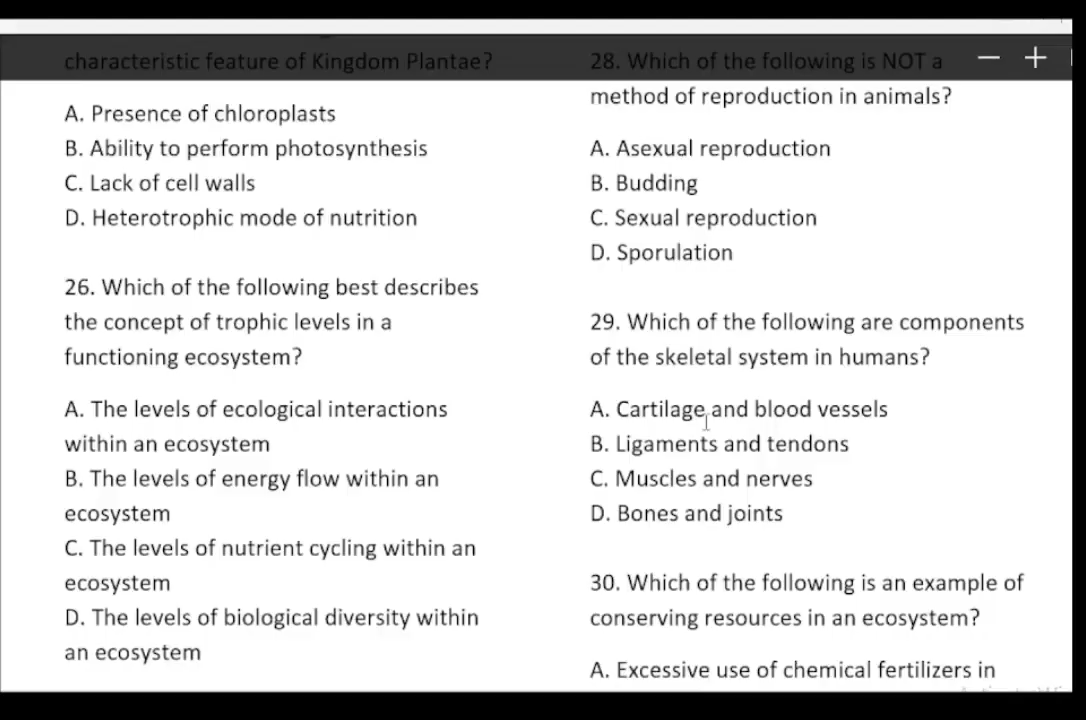 characteristic feature of Kingdom Plantae?
A. Presence of chloroplasts
B. Ability to perform photosynthesis
C. Lack of cell walls
D. Heterotrophic mode of nutrition
26. Which of the following best describes
the concept of trophic levels in a
functioning ecosystem?
A. The levels of ecological interactions
within an ecosystem
B. The levels of energy flow within an
ecosystem
C. The levels of nutrient cycling within an
ecosystem
D. The levels of biological diversity within
an ecosystem
28. Which of the following is NOT a
method of reproduction in animals?
A. Asexual reproduction
B. Budding
C. Sexual reproduction
D. Sporulation
29. Which of the following are components
of the skeletal system in humans?
A. Cartilage and blood vessels
B. Ligaments and tendons
C. Muscles and nerves
D. Bones and joints
30. Which of the following is an example of
conserving resources in an ecosystem?
A. Excessive use of chemical fertilizers in